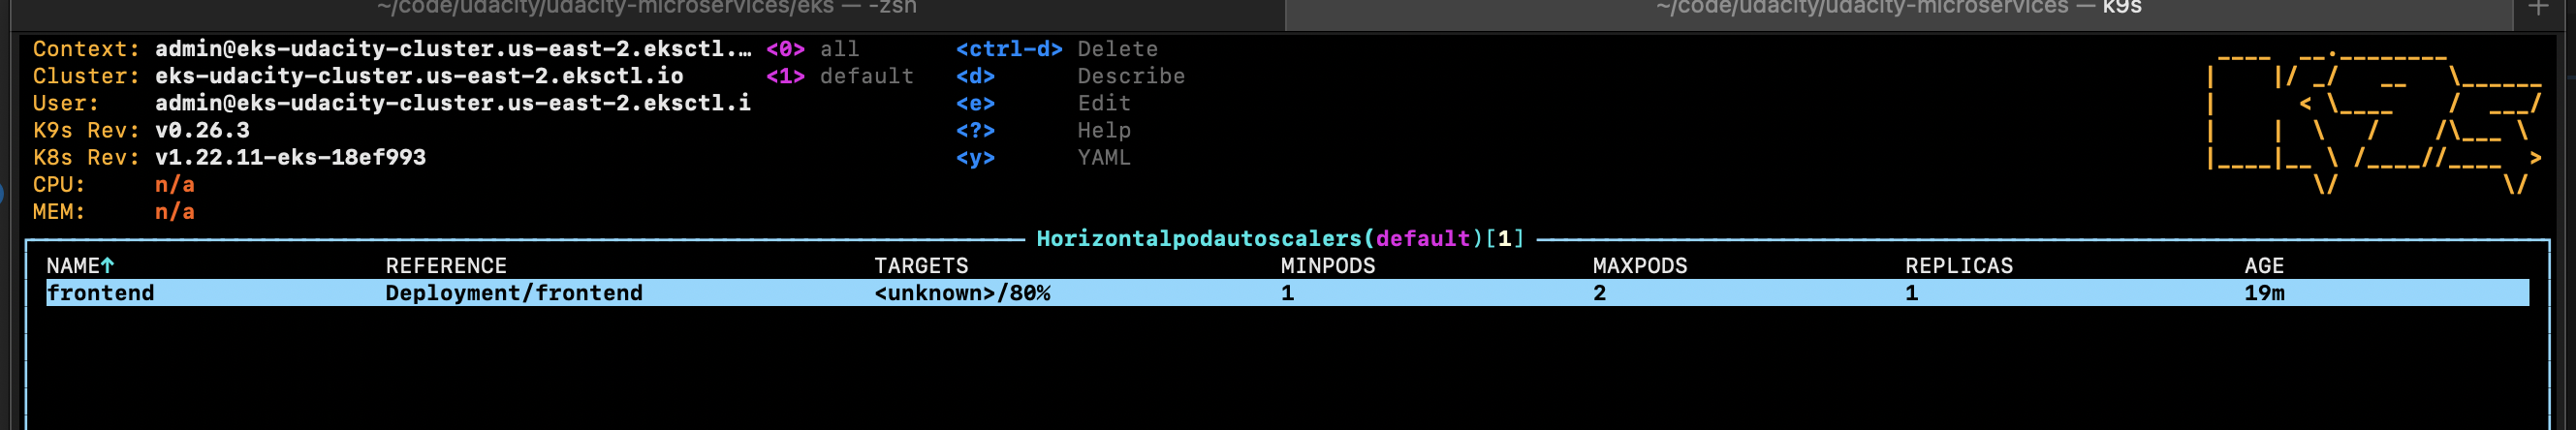 ~/code/udacity/udacity-microservices/eks — -zsh
~/code/udacity/udacity-microservices — k9s
+
Context: admin@eks-udacity-cluster.us-east-2.eksctl.… <0> all <ctrl-d> Delete
Cluster: eks-udacity-cluster.us-east-2.eksctl.io <1> default <d> Describe
User: admin@eks-udacity-cluster.us-east-2.eksctl.i <e> Edit
K9s Rev: v0.26.3 <?> Help
K8s Rev: v1.22.11-eks-18ef993 <y> YAML
CPU: n/a
MEM: n/a
Horizontalpodautoscalers(default)[1]
NAME↑ REFERENCE TARGETS MINPODS MAXPODS REPLICAS AGE
frontend Deployment/frontend <unknown>/80% 1 2 1 19m